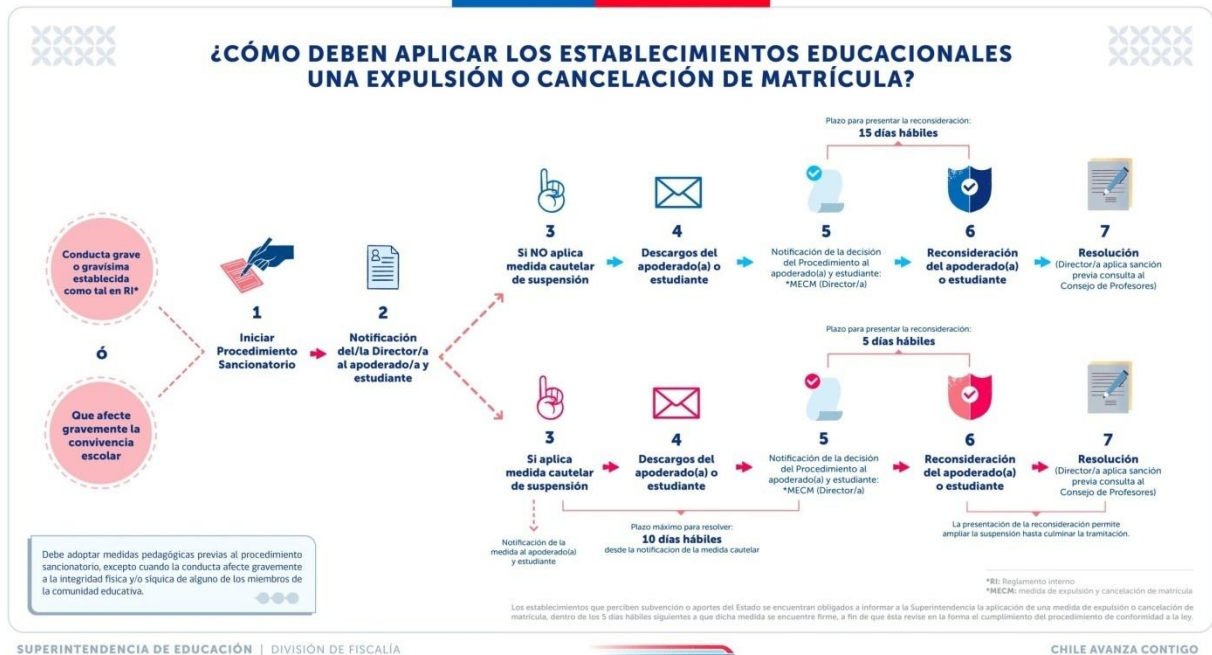 ¿CÓMO DEBEN APLICAR LOS ESTABLECIMIENTOS EDUCACIONALES
UNA EXPULSIÓN O CANCELACIÓN DE MATRÍCULA?
Conducta grave
o gravísima
establecida
como tal en RI*
ó
Que afecte
gravemente la
convivencia
escolar
1
Iniciar
Procedimiento
Sancionatorio
2
Notificación
del/la Director/a
al apoderado/a y
estudiante
Plazo para presentar la reconsideración:
15 días hábiles
3
Si NO aplica
medida cautelar
de suspensión
4
Descargos del
apoderado(a) o
estudiante
5
Notificación de la decisión
del Procedimiento al
apoderado(a) y estudiante:
*MECM (Director/a)
6
Reconsideración
del apoderado(a)
o estudiante
7
Resolución
(Director/a aplica sanción
previa consulta al
Consejo de Profesores)
Plazo para presentar la reconsideración:
5 días hábiles
3
Si aplica
medida cautelar
de suspensión
4
Descargos del
apoderado(a) o
estudiante
5
Notificación de la decisión
del Procedimiento al
apoderado(a) y estudiante:
*MECM (Director/a)
6
Reconsideración
del apoderado(a)
o estudiante
7
Resolución
(Director/a aplica sanción
previa consulta al
Consejo de Profesores)
Notificación de la
medida al apoderado(a)
y estudiante
Plazo máximo para resolver:
10 días hábiles
desde la notificacion de la medida cautelar
La presentación de la reconsideración permite
ampliar la suspensión hasta culminar la tramitación.
Debe adoptar medidas pedagógicas previas al procedimiento
sancionatorio, excepto cuando la conducta afecte gravemente
a la integridad física y/o síquica de alguno de los miembros de
la comunidad educativa.
*RI: Reglamento interno
*MECM: medida de expulsión y cancelación de matrícula
Los establecimientos que perciben subvención o aportes del Estado se encuentran obligados a informar a la Superintendencia la aplicación de una medida de expulsión o cancelación de
matrícula, dentro de los 5 días hábiles siguientes a que dicha medida se encuentre firme, a fin de que ésta revise en la forma el cumplimiento del procedimiento de conformidad a la ley.
SUPERINTENDENCIA DE EDUCACIÓN | DIVISIÓN DE FISCALÍA
CHILE AVANZA CONTIGO